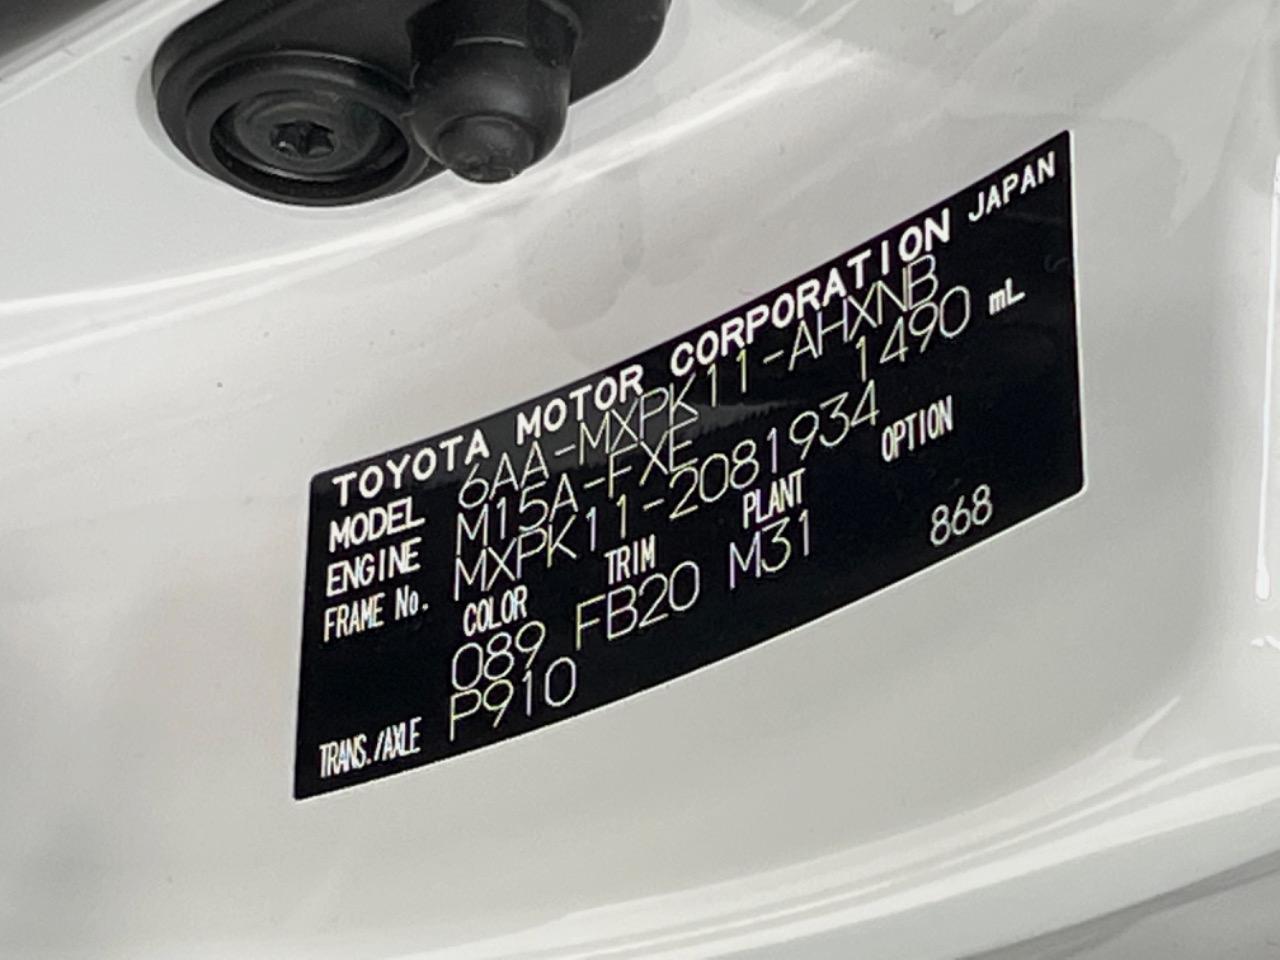 TOYOTA MOTOR CORPORATION JAPAN
MODEL 6AA-MXPK11-AHXNB
ENGINE M15A-FXE 1490 mL
FRAME No. MXPK11-2081934
COLOR TRIM PLANT OPTION
089 FB20 M31 868
TRANS./AXLE P910